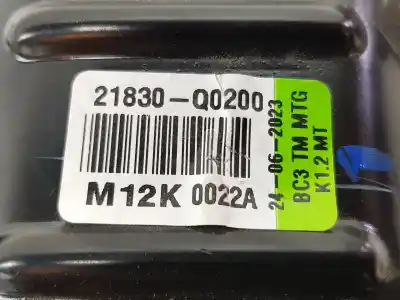 21830-Q0200
M12K 0022A
24-06-2023
BC3 TM MTG
K1.2 MT